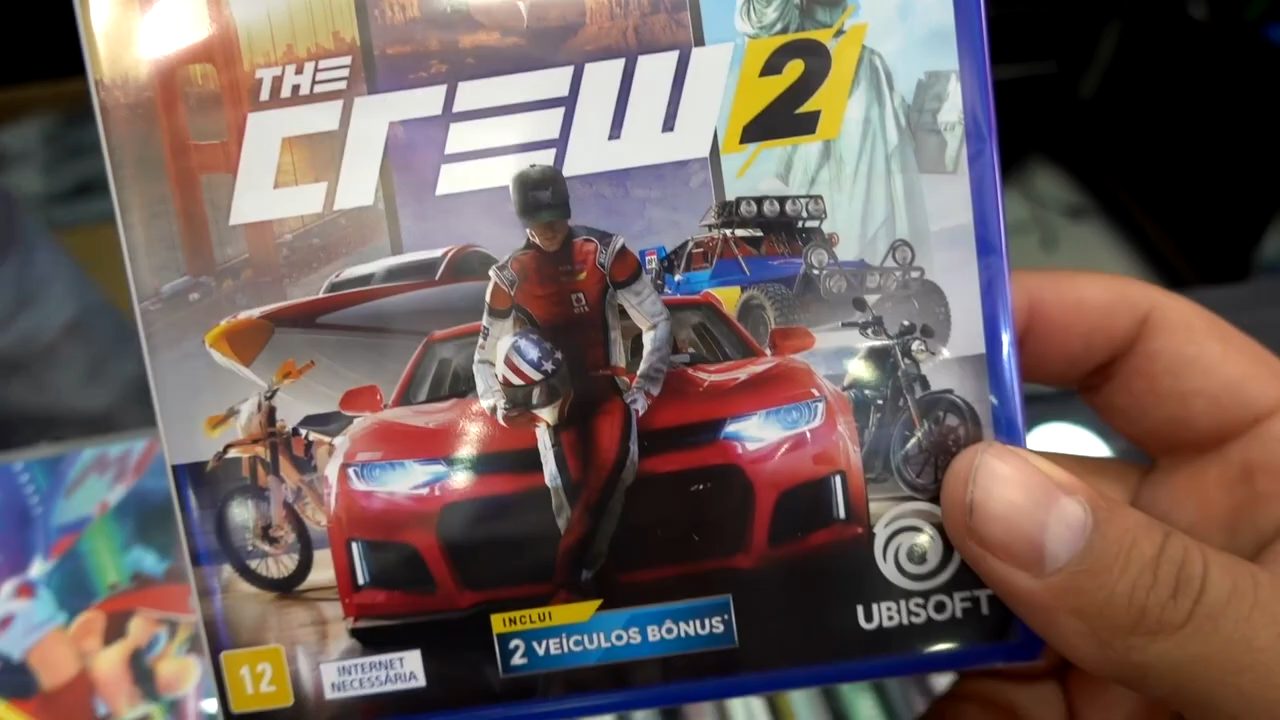 THE
CREW 2
INCLUI
2 VEÍCULOS BÔNUS*
UBISOFT
12
INTERNET
NECESSÁRIA